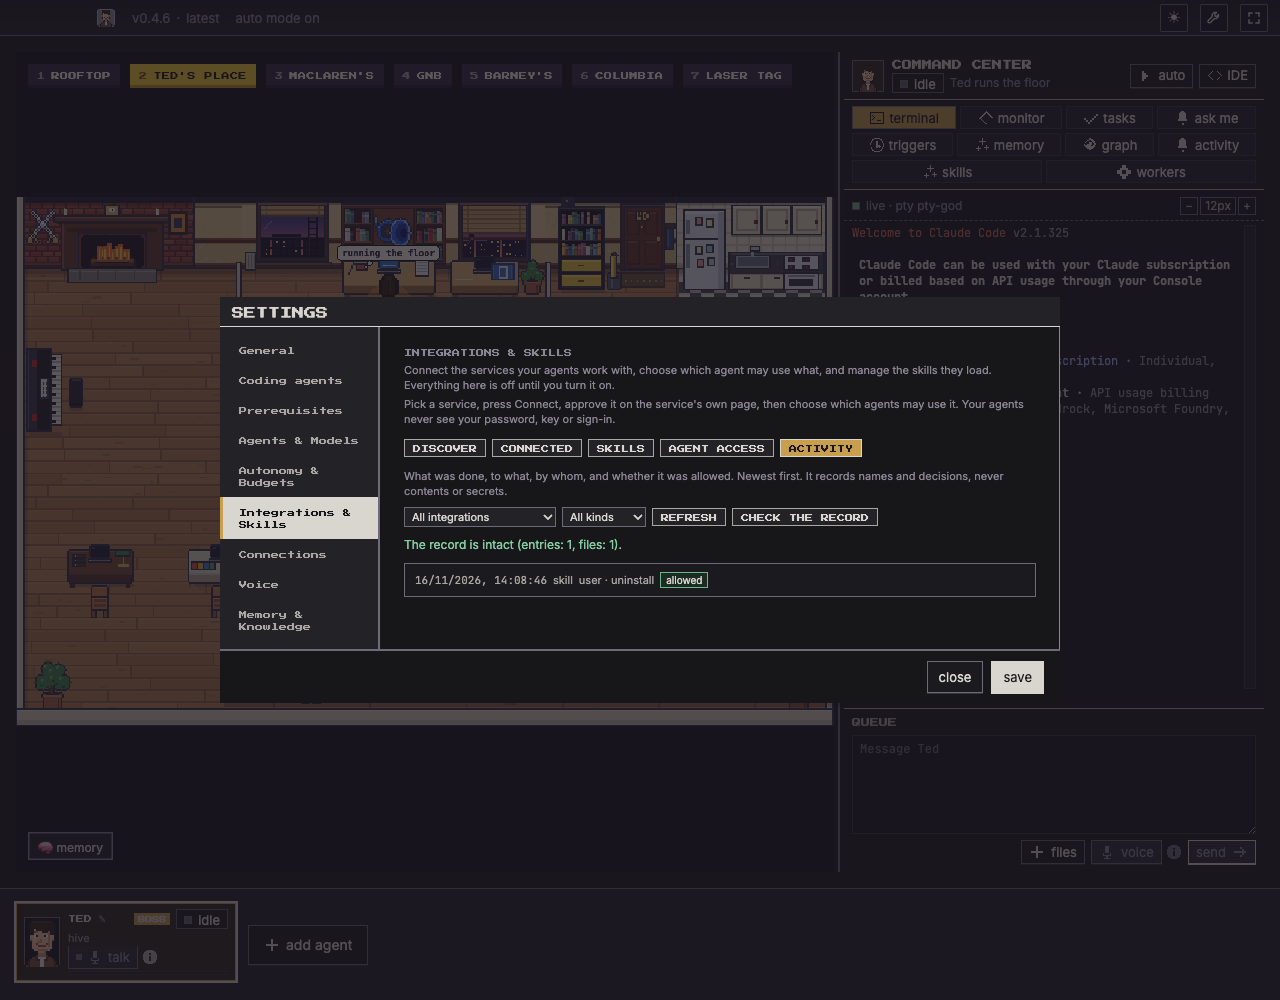 v0.4.6 · latest auto mode on
1 ROOFTOP
2 TED'S PLACE
3 MACLAREN'S
4 GNB
5 BARNEY'S
6 COLUMBIA
7 LASER TAG
running the floor
COMMAND CENTER
idle Ted runs the floor
auto
IDE
terminal
monitor
tasks
ask me
triggers
memory
graph
activity
skills
workers
live · pty pty-god
− 12px +
Welcome to Claude Code v2.1.325
Claude Code can be used with your Claude subscription
or billed based on API usage through your Console
account
cription · Individual,
t · API usage billing
rock, Microsoft Foundry,
SETTINGS
General
Coding agents
Prerequisites
Agents & Models
Autonomy &
Budgets
Integrations &
Skills
Connections
Voice
Memory &
Knowledge
INTEGRATIONS & SKILLS
Connect the services your agents work with, choose which agent may use what, and manage the skills they load.
Everything here is off until you turn it on.
Pick a service, press Connect, approve it on the service's own page, then choose which agents may use it. Your agents
never see your password, key or sign-in.
DISCOVER
CONNECTED
SKILLS
AGENT ACCESS
ACTIVITY
What was done, to what, by whom, and whether it was allowed. Newest first. It records names and decisions, never
contents or secrets.
All integrations
All kinds
REFRESH
CHECK THE RECORD
The record is intact (entries: 1, files: 1).
16/11/2026, 14:08:46 skill user · uninstall allowed
close
save
QUEUE
Message Ted
files
voice
send
memory
TED
BOSS
idle
hive
talk
add agent